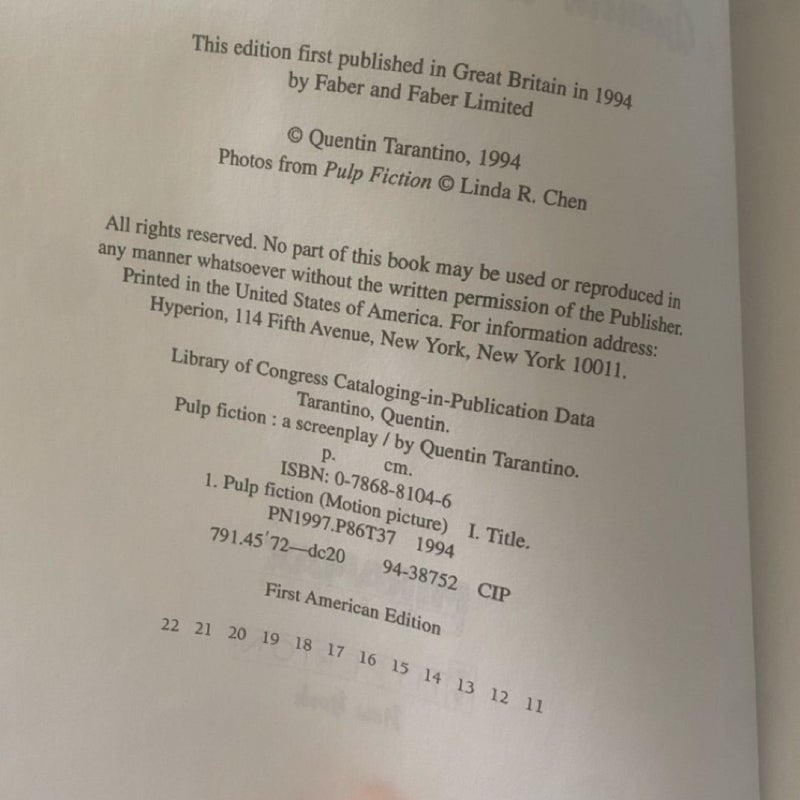 This edition first published in Great Britain in 1994
by Faber and Faber Limited
© Quentin Tarantino, 1994
Photos from Pulp Fiction © Linda R. Chen
All rights reserved. No part of this book may be used or reproduced in
any manner whatsoever without the written permission of the Publisher.
Printed in the United States of America. For information address:
Hyperion, 114 Fifth Avenue, New York, New York 10011.
Library of Congress Cataloging-in-Publication Data
Tarantino, Quentin.
Pulp fiction : a screenplay / by Quentin Tarantino.
p. cm.
ISBN: 0-7868-8104-6
1. Pulp fiction (Motion picture) I. Title.
PN1997.P86T37 1994
791.45'72—dc20 94-38752 CIP
First American Edition
22 21 20 19 18 17 16 15 14 13 12 11